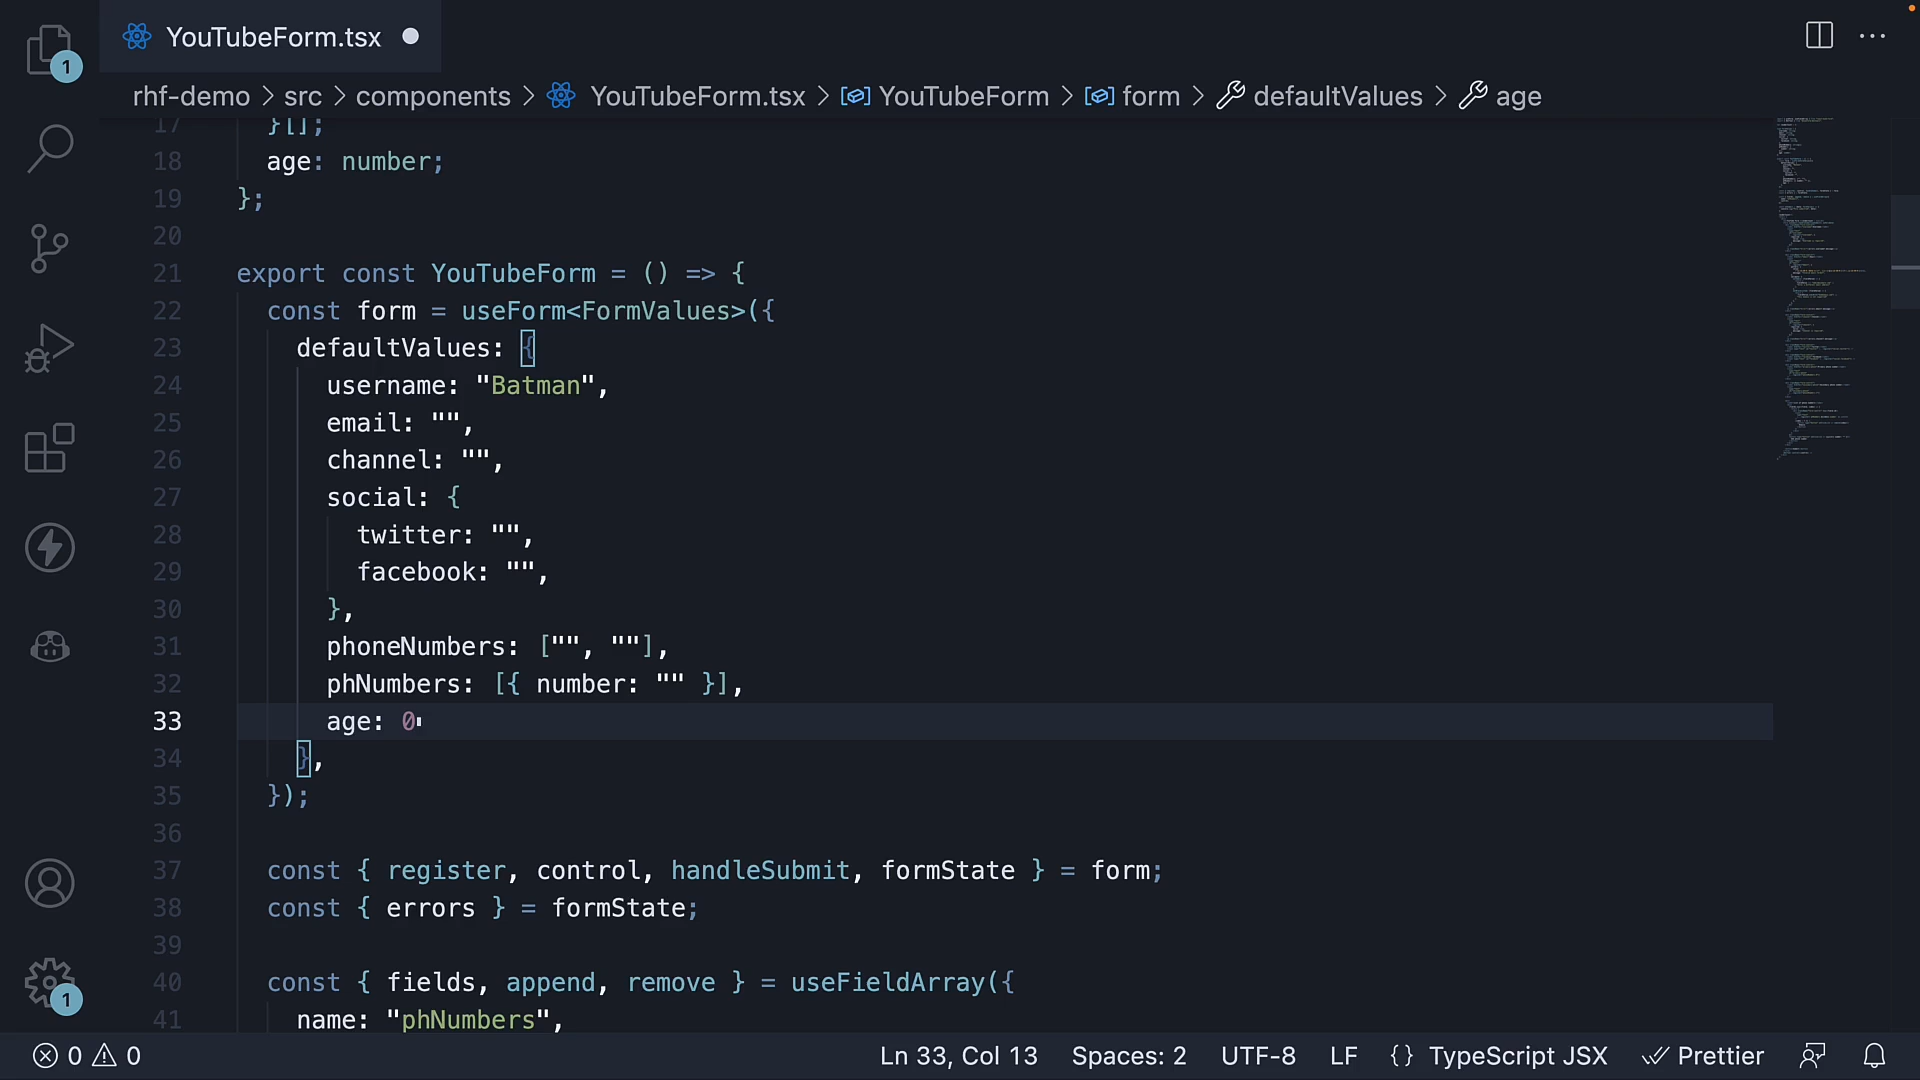 YouTubeForm.tsx
1
rhf-demo > src > components > YouTubeForm.tsx > YouTubeForm > form > defaultValues > age
17 }[];
18 age: number;
19 };
20
21 export const YouTubeForm = () => {
22 const form = useForm<FormValues>({
23 defaultValues: {
24 username: "Batman",
25 email: "",
26 channel: "",
27 social: {
28 twitter: "",
29 facebook: "",
30 },
31 phoneNumbers: ["", ""],
32 phNumbers: [{ number: "" }],
33 age: 0
34 },
35 });
36
37 const { register, control, handleSubmit, formState } = form;
38 const { errors } = formState;
39
40 const { fields, append, remove } = useFieldArray({
41 name: "phNumbers",
1
0 0 Ln 33, Col 13 Spaces: 2 UTF-8 LF {} TypeScript JSX Prettier